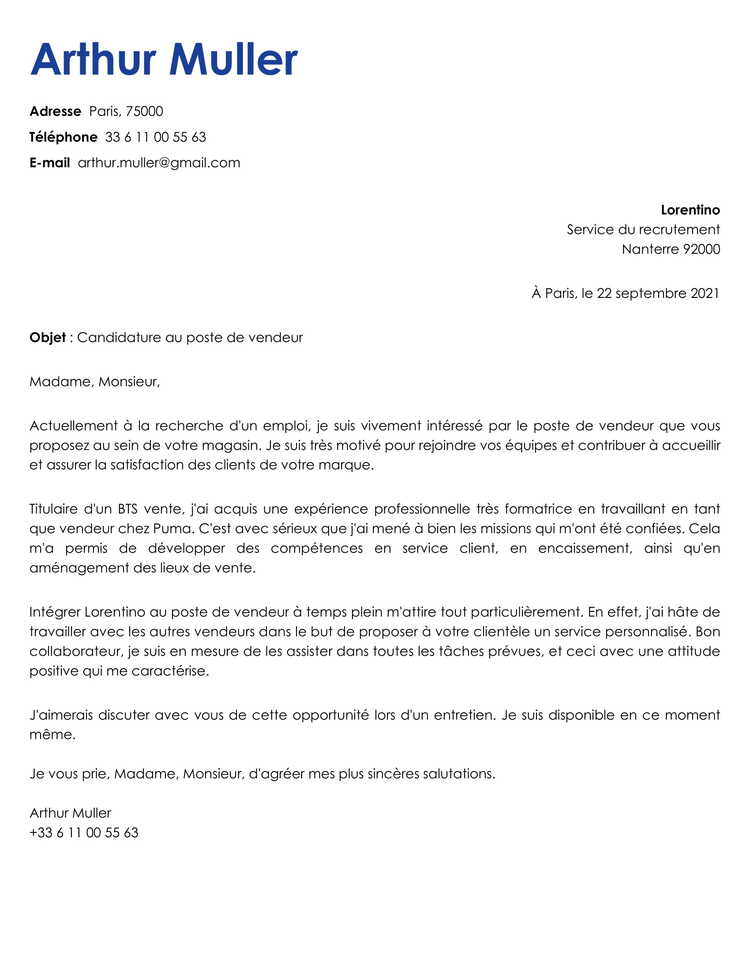 Arthur Muller
Adresse Paris, 75000
Téléphone 33 6 11 00 55 63
E-mail arthur.muller@gmail.com
Lorentino
Service du recrutement
Nanterre 92000
À Paris, le 22 septembre 2021
Objet : Candidature au poste de vendeur
Madame, Monsieur,
Actuellement à la recherche d'un emploi, je suis vivement intéressé par le poste de vendeur que vous
proposez au sein de votre magasin. Je suis très motivé pour rejoindre vos équipes et contribuer à accueillir
et assurer la satisfaction des clients de votre marque.
Titulaire d'un BTS vente, j'ai acquis une expérience professionnelle très formatrice en travaillant en tant
que vendeur chez Puma. C'est avec sérieux que j'ai mené à bien les missions qui m'ont été confiées. Cela
m'a permis de développer des compétences en service client, en encaissement, ainsi qu'en
aménagement des lieux de vente.
Intégrer Lorentino au poste de vendeur à temps plein m'attire tout particulièrement. En effet, j'ai hâte de
travailler avec les autres vendeurs dans le but de proposer à votre clientèle un service personnalisé. Bon
collaborateur, je suis en mesure de les assister dans toutes les tâches prévues, et ceci avec une attitude
positive qui me caractérise.
J'aimerais discuter avec vous de cette opportunité lors d'un entretien. Je suis disponible en ce moment
même.
Je vous prie, Madame, Monsieur, d'agréer mes plus sincères salutations.
Arthur Muller
+33 6 11 00 55 63